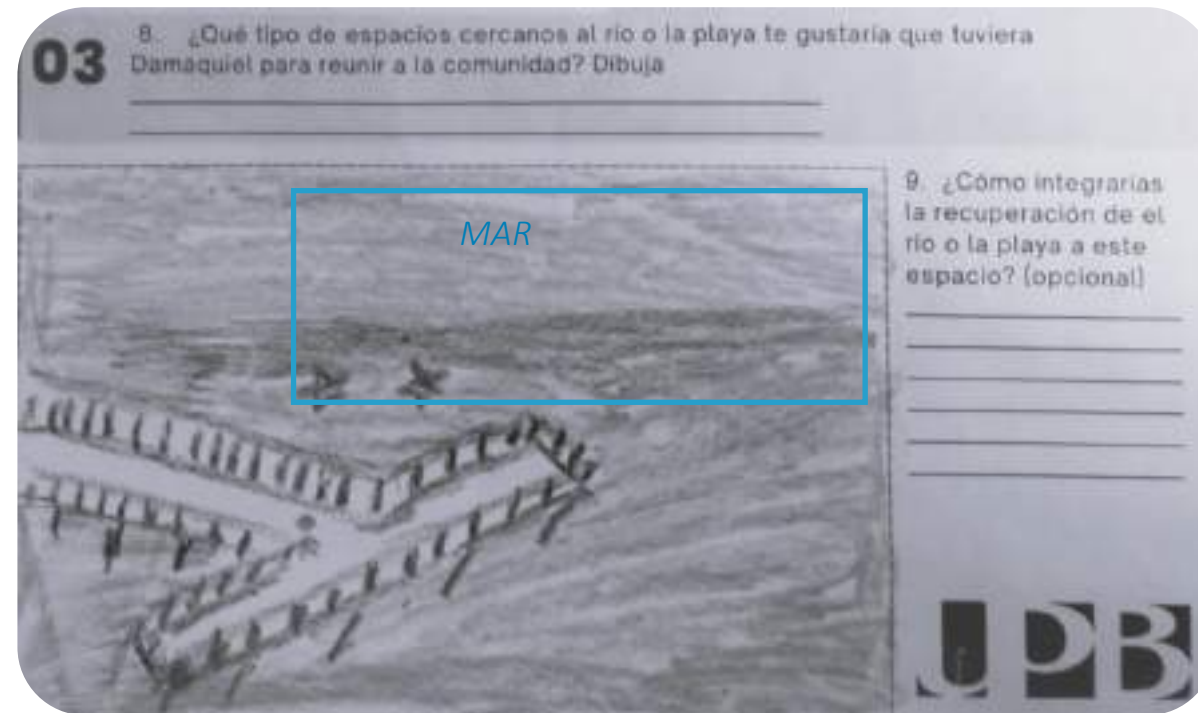 03
8. ¿Qué tipo de espacios cercanos al río o la playa te gustaría que tuviera
Damaquiel para reunir a la comunidad? Dibuja
MAR
9. ¿Cómo integrarías
la recuperación de el
río o la playa a este
espacio? (opcional)
UPB